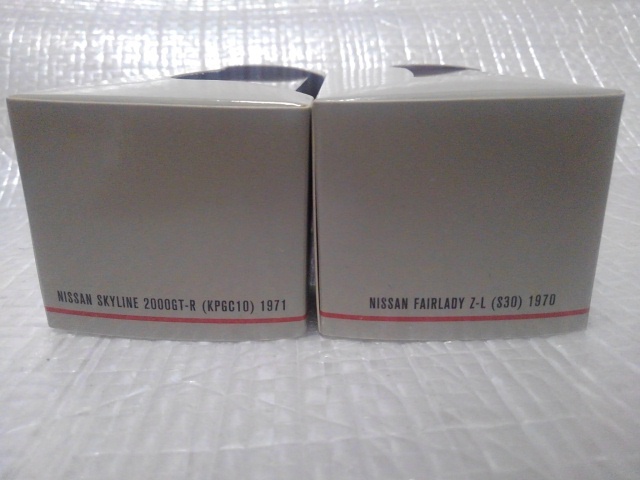 NISSAN SKYLINE 2000GT-R (KPGC10) 1971
NISSAN FAIRLADY Z-L (S30) 1970